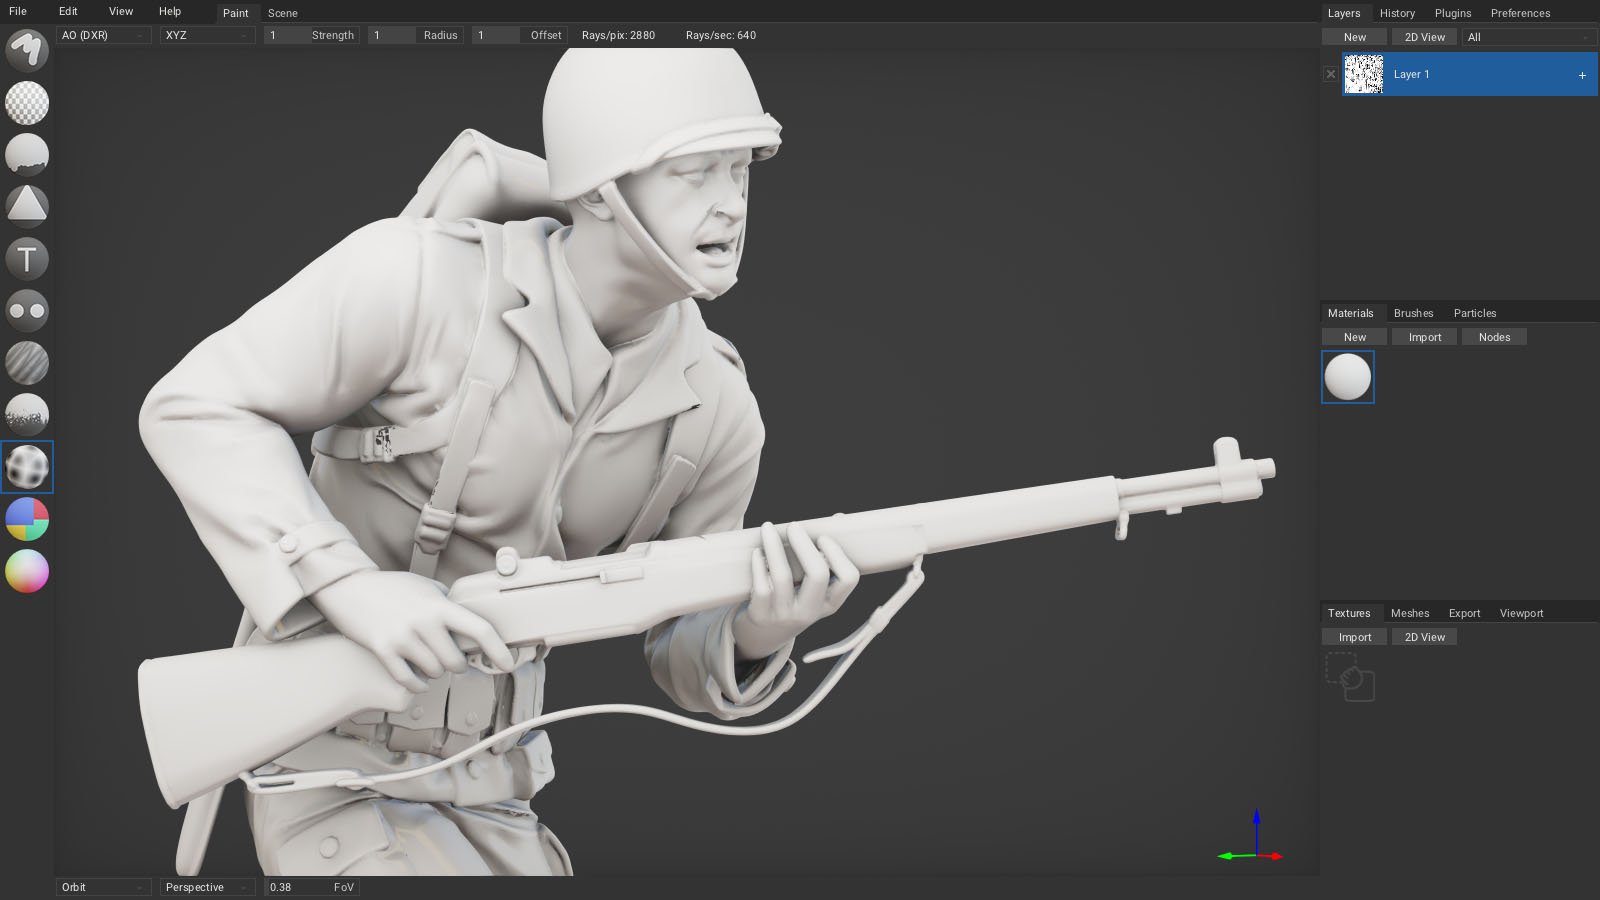 File Edit View Help Paint Scene
AO (DXR) XYZ 1 Strength 1 Radius 1 Offset Rays/pix: 2880 Rays/sec: 640
T
Orbit Perspective 0.38 FoV
Layers History Plugins Preferences
New 2D View All
Layer 1 +
Materials Brushes Particles
New Import Nodes
Textures Meshes Export Viewport
Import 2D View